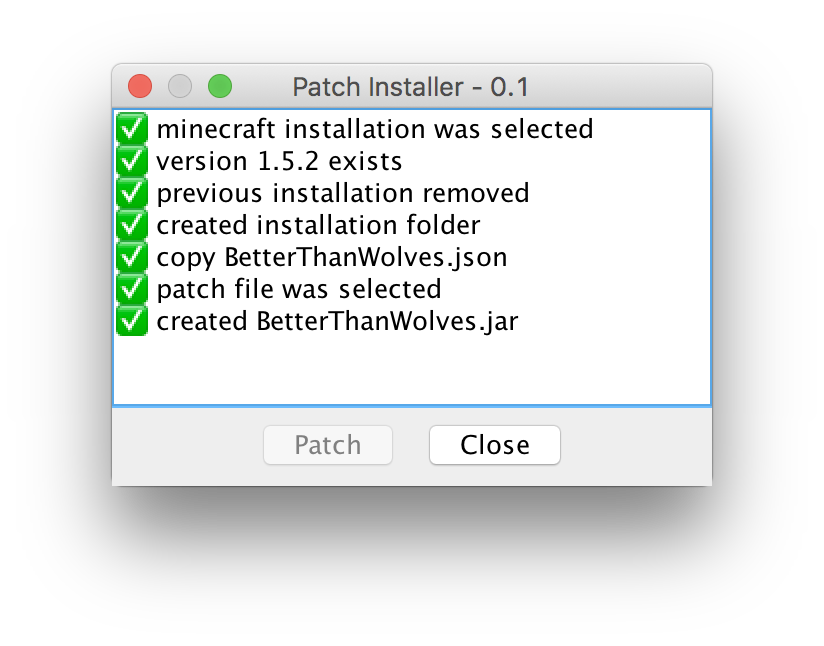 Patch Installer - 0.1
minecraft installation was selected
version 1.5.2 exists
previous installation removed
created installation folder
copy BetterThanWolves.json
patch file was selected
created BetterThanWolves.jar
Patch Close